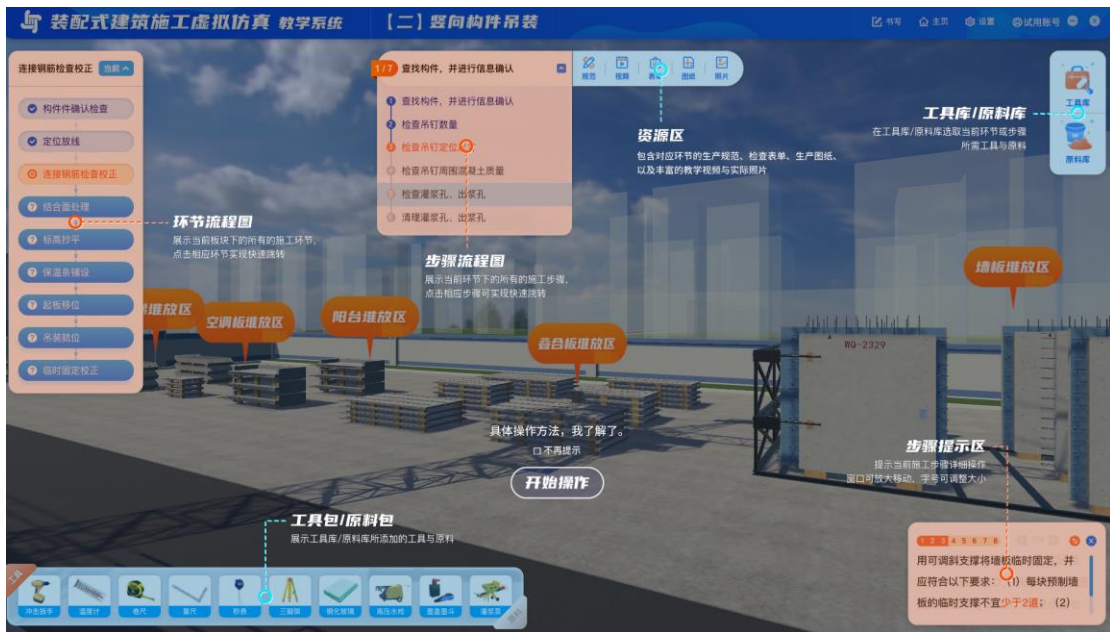 装配式建筑施工虚拟仿真 教学系统
【二】竖向构件吊装
书写
主页
设置
试用账号
连接钢筋检查校正
当前
构件件确认检查
定位放线
连接钢筋检查校正
结合面处理
标高抄平
保温条铺设
起板移位
吊装就位
临时固定校正
环节流程图
展示当前板块下的所有的施工环节,
点击相应环节实现快速跳转
1/7 查找构件，并进行信息确认
1 查找构件，并进行信息确认
2 检查吊钉数量
3 检查吊钉定位
检查吊钉周围混凝土质量
检查灌浆孔、出浆孔
清理灌浆孔、出浆孔
步骤流程图
展示当前环节下的所有的施工步骤,
点击相应步骤可实现快速跳转
规范
视频
图纸
照片
资源区
包含对应环节的生产规范、检查表单、生产图纸、
以及丰富的教学视频与实际照片
工具库/原料库
在工具库/原料库选取当前环节或步骤
所需工具与原料
工具库
原料库
堆放区
空调板堆放区
阳台堆放区
叠合板堆放区
墙板堆放区
WQ-2329
具体操作方法，我了解了。
不再提示
开始操作
步骤提示区
提示当前施工步骤详细操作
窗口可放大移动、字号可调整大小
1 2 3 4 5 6 7 8
用可调斜支撑将墙板临时固定，并
应符合以下要求：（1）每块预制墙
板的临时支撑不宜少于2道；（2）
工具包/原料包
展示工具库/原料库所添加的工具与原料
工具
冲击扳手
温度计
卷尺
靠尺
秒表
三脚架
钢化玻璃
高压水枪
墨盒墨斗
灌浆泵
原料